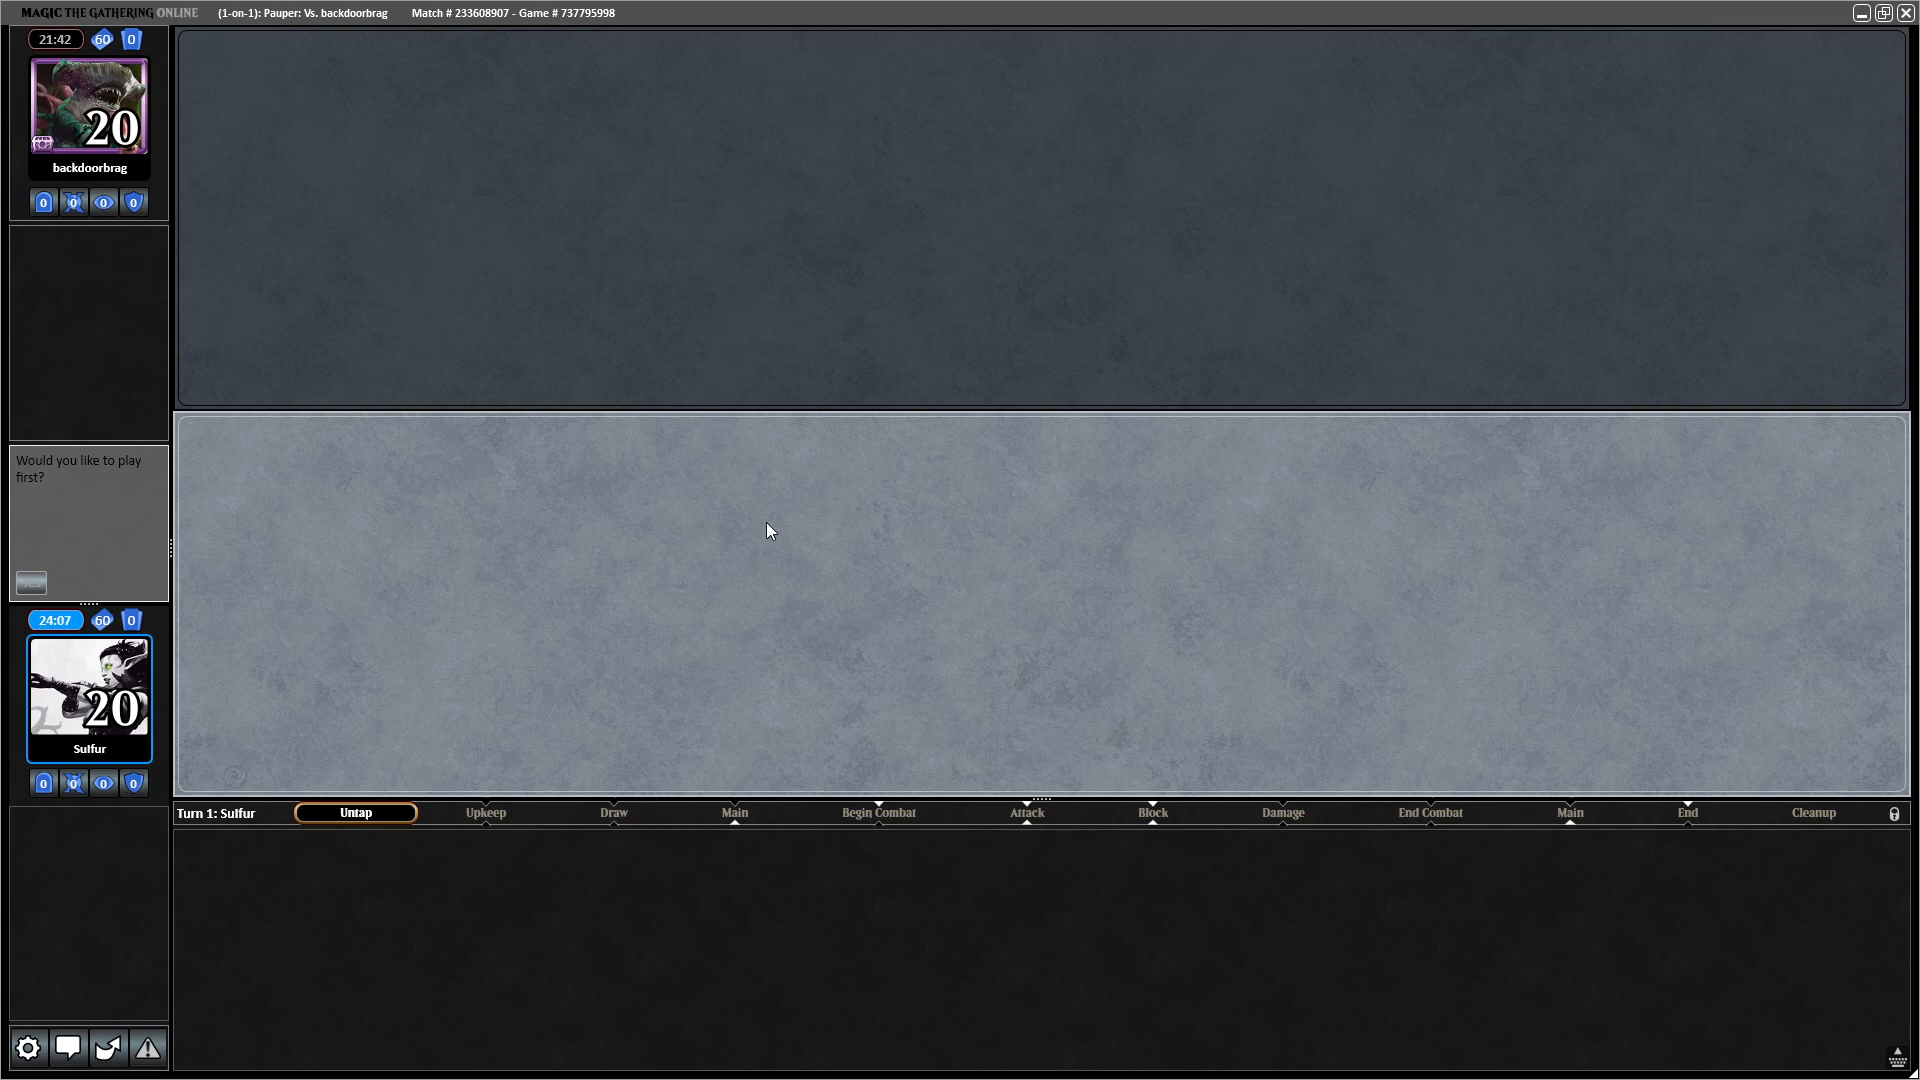 MAGIC THE GATHERING ONLINE (1-on-1): Pauper: Vs. backdoorbrag Match # 233608907 - Game # 737795998
21:42 60 0
20
backdoorbrag
0 0 0 0
Would you like to play
first?
24:07 60 0
20
Sulfur
0 0 0 0
Turn 1: Sulfur Untap Upkeep Draw Main Begin Combat Attack Block Damage End Combat Main End Cleanup